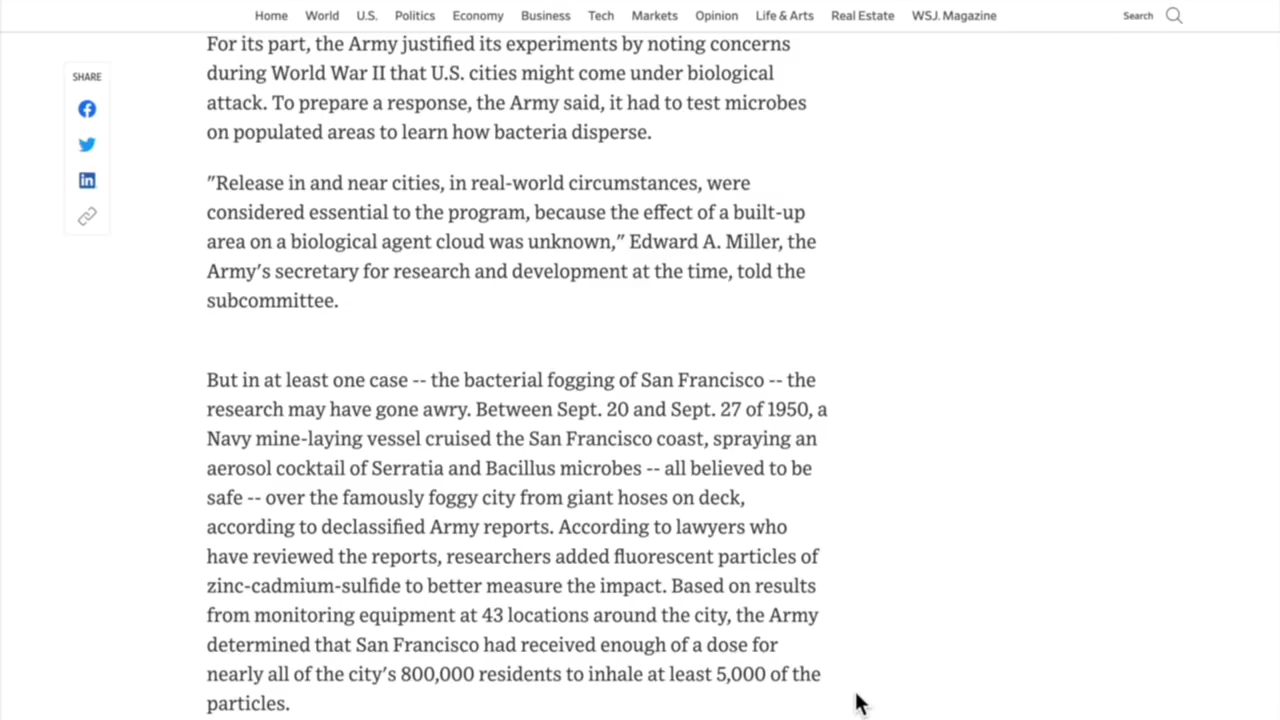 Home World U.S. Politics Economy Business Tech Markets Opinion Life & Arts Real Estate WSJ. Magazine Search
SHARE
For its part, the Army justified its experiments by noting concerns
during World War II that U.S. cities might come under biological
attack. To prepare a response, the Army said, it had to test microbes
on populated areas to learn how bacteria disperse.
"Release in and near cities, in real-world circumstances, were
considered essential to the program, because the effect of a built-up
area on a biological agent cloud was unknown," Edward A. Miller, the
Army's secretary for research and development at the time, told the
subcommittee.
But in at least one case -- the bacterial fogging of San Francisco -- the
research may have gone awry. Between Sept. 20 and Sept. 27 of 1950, a
Navy mine-laying vessel cruised the San Francisco coast, spraying an
aerosol cocktail of Serratia and Bacillus microbes -- all believed to be
safe -- over the famously foggy city from giant hoses on deck,
according to declassified Army reports. According to lawyers who
have reviewed the reports, researchers added fluorescent particles of
zinc-cadmium-sulfide to better measure the impact. Based on results
from monitoring equipment at 43 locations around the city, the Army
determined that San Francisco had received enough of a dose for
nearly all of the city's 800,000 residents to inhale at least 5,000 of the
particles.